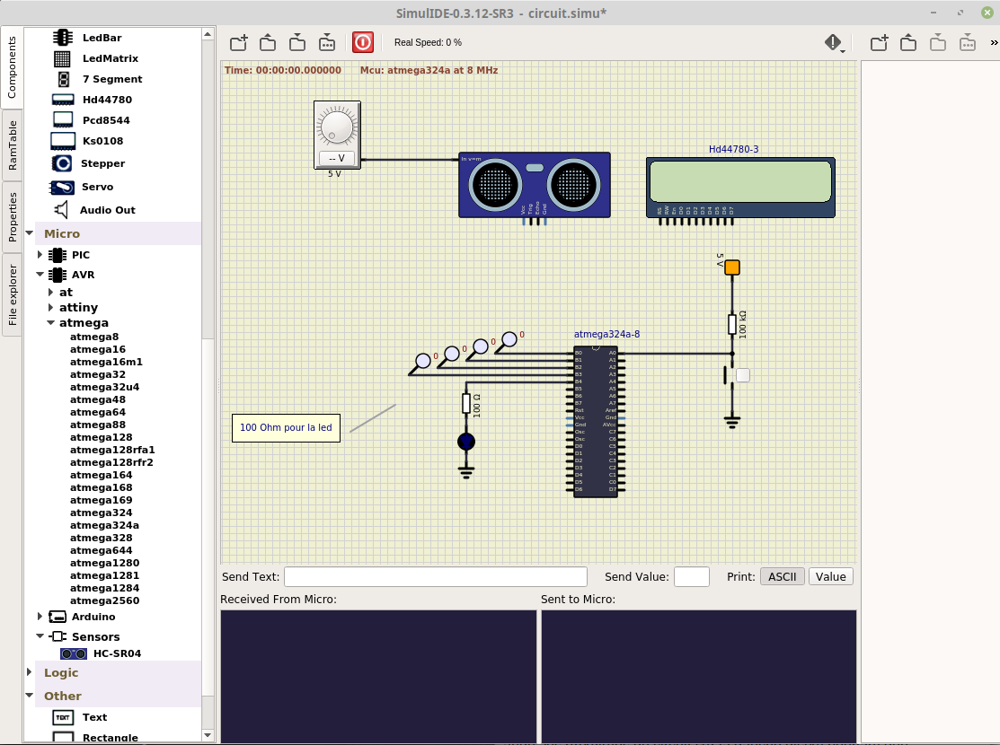 SimulIDE-0.3.12-SR3 - circuit.simu*
Components
RamTable
Properties
File explorer
LedBar
LedMatrix
7 Segment
Hd44780
Pcd8544
Ks0108
Stepper
Servo
Audio Out
Micro
PIC
AVR
at
attiny
atmega
atmega8
atmega16
atmega16m1
atmega32
atmega32u4
atmega48
atmega64
atmega88
atmega128
atmega128rfa1
atmega128rfr2
atmega164
atmega168
atmega169
atmega324
atmega324a
atmega328
atmega644
atmega1280
atmega1281
atmega1284
atmega2560
Arduino
Sensors
HC-SR04
Logic
Other
TEXT Text
Rectangle
Real Speed: 0 %
»
Time: 00:00:00.000000 Mcu: atmega324a at 8 MHz
-- V
5 V
In v=m
Vcc Trig Echo Gnd
Hd44780-3
RS RW En D0 D1 D2 D3 D4 D5 D6 D7
5 V
100 kΩ
atmega324a-8
0 0 0 0
100 Ω
100 Ohm pour la led
B0 A0
B1 A1
B2 A2
B3 A3
B4 A4
B5 A5
B6 A6
B7 A7
Rst Aref
Vcc Gnd
Gnd AVcc
Osc C7
Osc C6
D0 C5
D1 C4
D2 C3
D3 C2
D4 C1
D5 C0
D6 D7
Send Text: Send Value: Print: ASCII Value
Received From Micro: Sent to Micro: